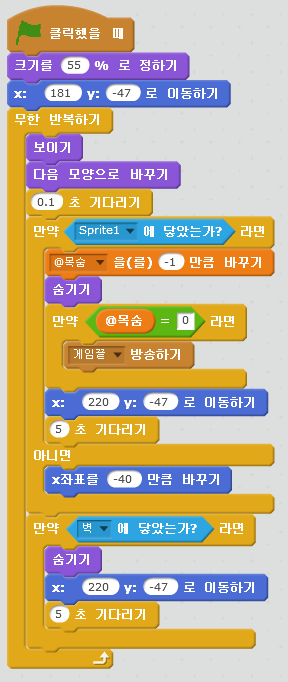 클릭했을 때
크기를 55 % 로 정하기
x: 181 y: -47 로 이동하기
무한 반복하기
보이기
다음 모양으로 바꾸기
0.1 초 기다리기
만약 Sprite1 에 닿았는가? 라면
@목숨 을(를) -1 만큼 바꾸기
숨기기
만약 @목숨 = 0 라면
게임끝 방송하기
x: 220 y: -47 로 이동하기
5 초 기다리기
아니면
x좌표를 -40 만큼 바꾸기
만약 벽 에 닿았는가? 라면
숨기기
x: 220 y: -47 로 이동하기
5 초 기다리기